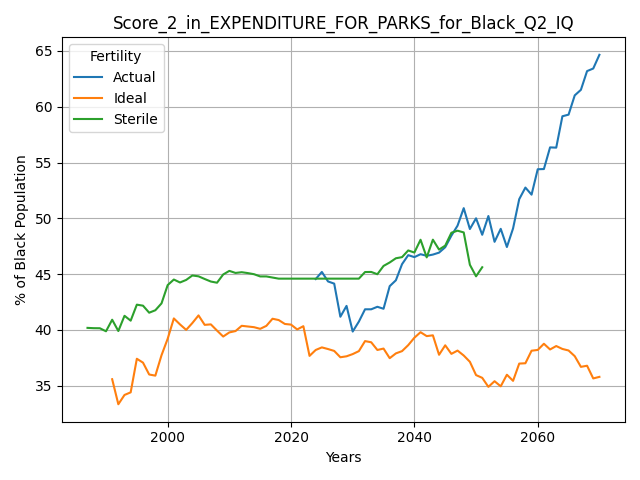 Score_2_in_EXPENDITURE_FOR_PARKS_for_Black_Q2_IQ
Fertility
Actual
Ideal
Sterile
% of Black Population
65
60
55
50
45
40
35
2000
2020
2040
2060
Years